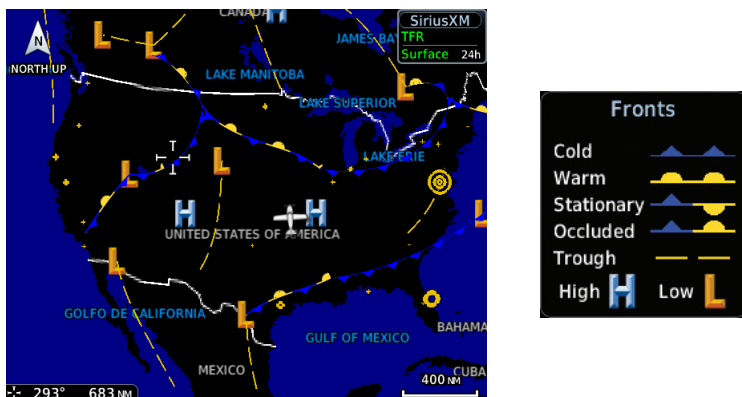 CANADA
H
SiriusXM
TFR
Surface 24h
L
L
N
NORTH UP
JAMES BAY
LAKE MANITOBA
L
LAKE SUPERIOR
LAKE ERIE
L
L
H
H
L
UNITED STATES OF AMERICA
L
GOLFO DE CALIFORNIA
L
GULF OF MEXICO
BAHAMA
MEXICO
CUBA
400 NM
293° 683 NM
Fronts
Cold
Warm
Stationary
Occluded
Trough
High H Low L